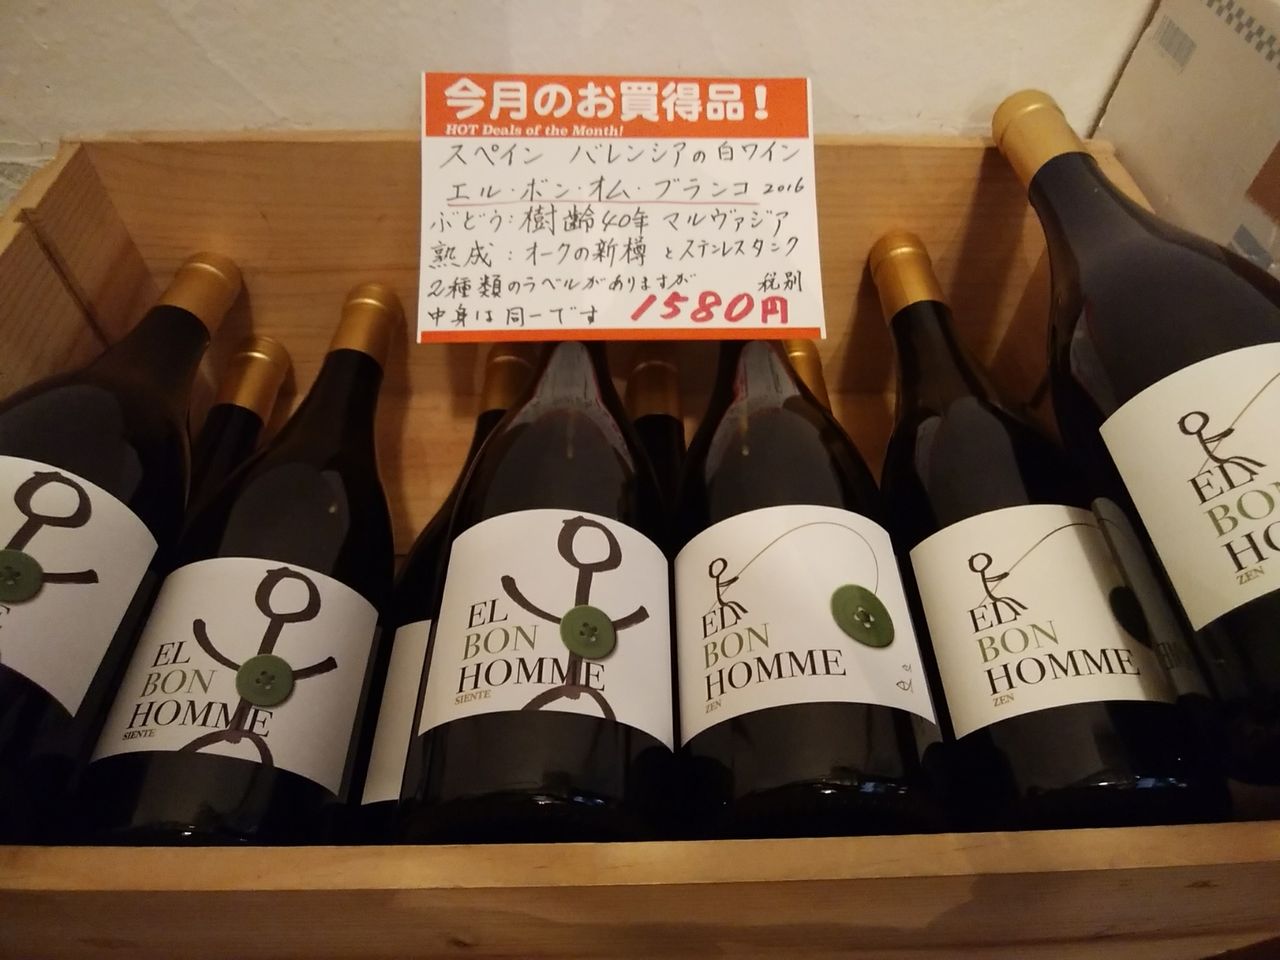 今月のお買得品!
HOT Deals of the Month!
スペイン バレンシアの白ワイン
エル・ボン・オム・ブランコ 2016
ぶどう:樹齢40年 マルヴァジア
熟成:オークの新樽とステンレスタンク
2種類のラベルがありますが 税別
中身は同一です 1580円
EL
BON
HOMME
SIENTE
EL
BON
HOMME
SIENTE
EL
BON
HOMME
ZEN
EL
BON
HOMME
ZEN
EL
BON
HO
ZEN